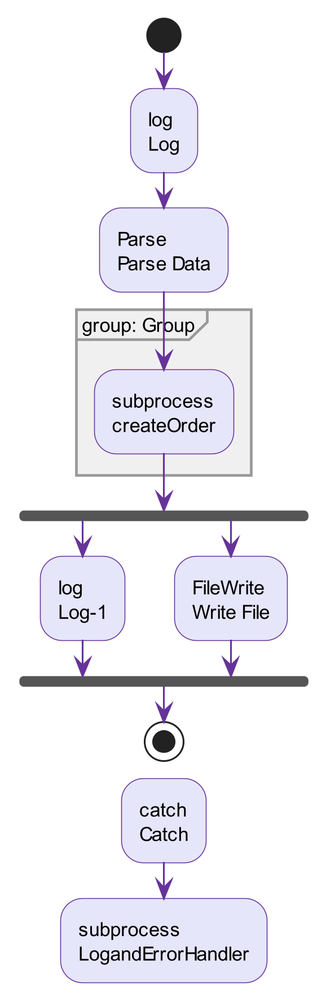 log
Log
Parse
Parse Data
group: Group
subprocess
createOrder
log
Log-1
FileWrite
Write File
catch
Catch
subprocess
LogandErrorHandler